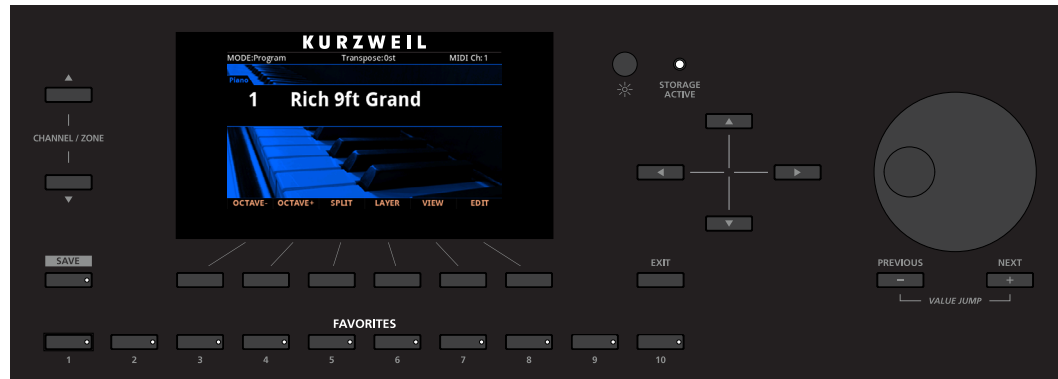 KURZWEIL
MODE:Program Transpose:0st MIDI Ch:1
Piano
1 Rich 9ft Grand
OCTAVE- OCTAVE+ SPLIT LAYER VIEW EDIT
CHANNEL / ZONE
STORAGE
ACTIVE
SAVE
EXIT
PREVIOUS NEXT
- +
VALUE JUMP
FAVORITES
1 2 3 4 5 6 7 8 9 10